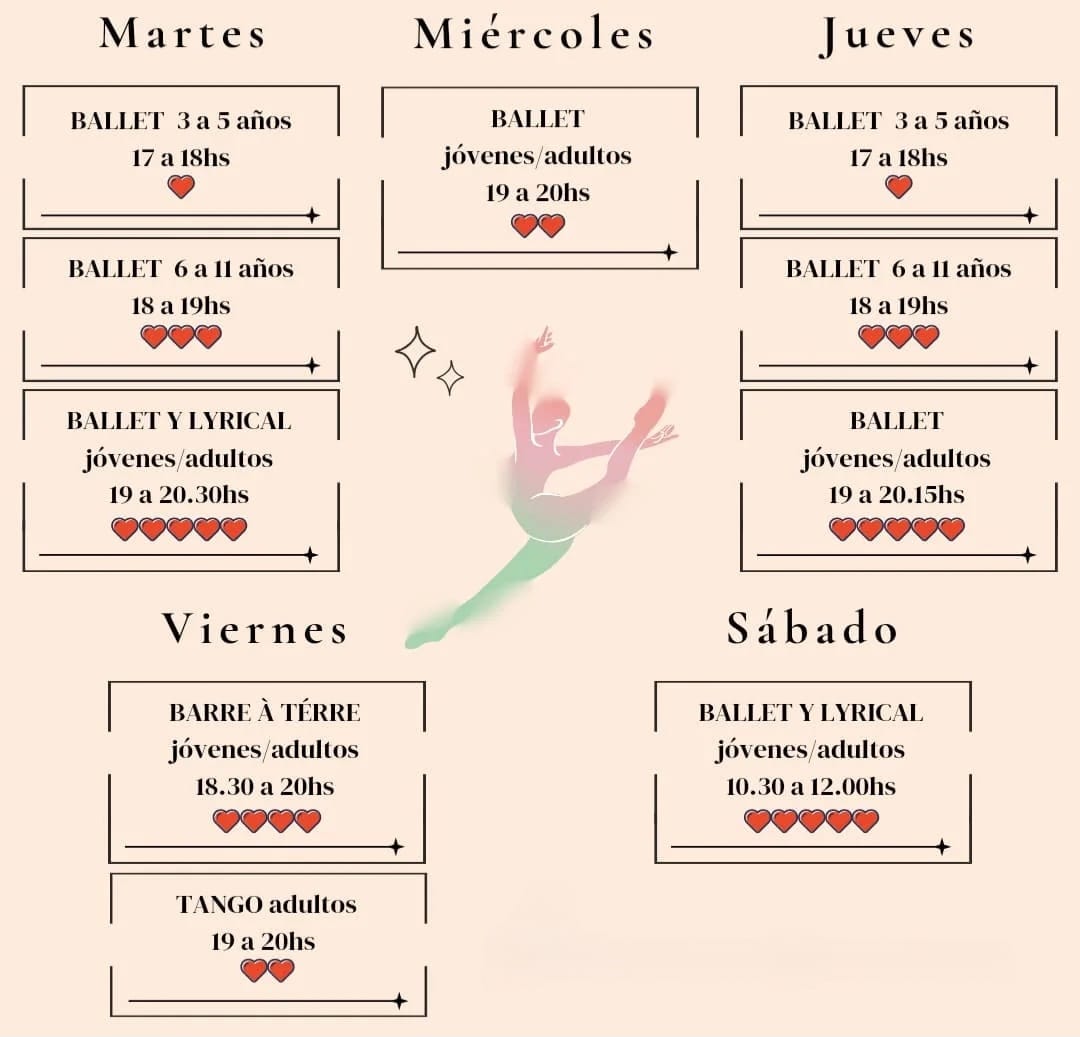 Martes
BALLET 3 a 5 años
17 a 18hs
BALLET 6 a 11 años
18 a 19hs
BALLET Y LYRICAL
jóvenes/adultos
19 a 20.30hs
Miércoles
BALLET
jóvenes/adultos
19 a 20hs
Jueves
BALLET 3 a 5 años
17 a 18hs
BALLET 6 a 11 años
18 a 19hs
BALLET
jóvenes/adultos
19 a 20.15hs
Viernes
BARRE À TÉRRE
jóvenes/adultos
18.30 a 20hs
TANGO adultos
19 a 20hs
Sábado
BALLET Y LYRICAL
jóvenes/adultos
10.30 a 12.00hs